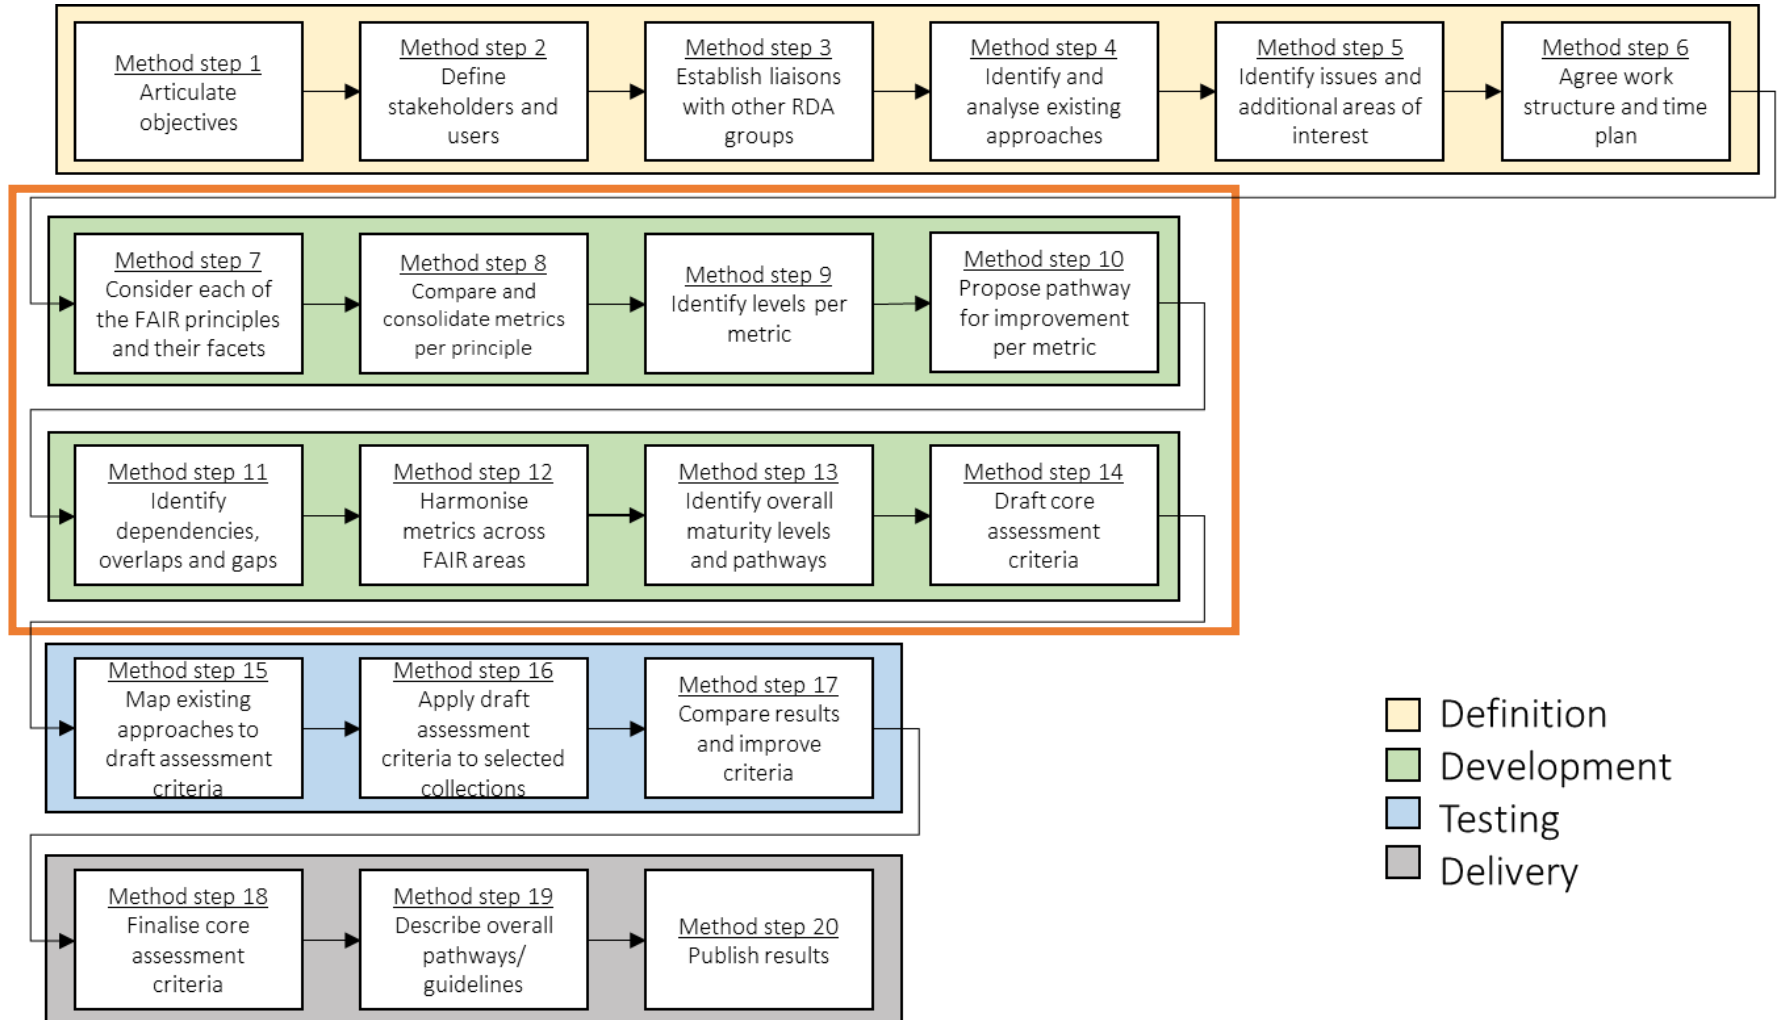 Method step 1
Articulate
objectives
Method step 2
Define
stakeholders and
users
Method step 3
Establish liaisons
with other RDA
groups
Method step 4
Identify and
analyse existing
approaches
Method step 5
Identify issues and
additional areas of
interest
Method step 6
Agree work
structure and time
plan
Method step 7
Consider each of
the FAIR principles
and their facets
Method step 8
Compare and
consolidate metrics
per principle
Method step 9
Identify levels per
metric
Method step 10
Propose pathway
for improvement
per metric
Method step 11
Identify
dependencies,
overlaps and gaps
Method step 12
Harmonise
metrics across
FAIR areas
Method step 13
Identify overall
maturity levels
and pathways
Method step 14
Draft core
assessment
criteria
Method step 15
Map existing
approaches to
draft assessment
criteria
Method step 16
Apply draft
assessment
criteria to selected
collections
Method step 17
Compare results
and improve
criteria
Method step 18
Finalise core
assessment
criteria
Method step 19
Describe overall
pathways/
guidelines
Method step 20
Publish results
Definition
Development
Testing
Delivery